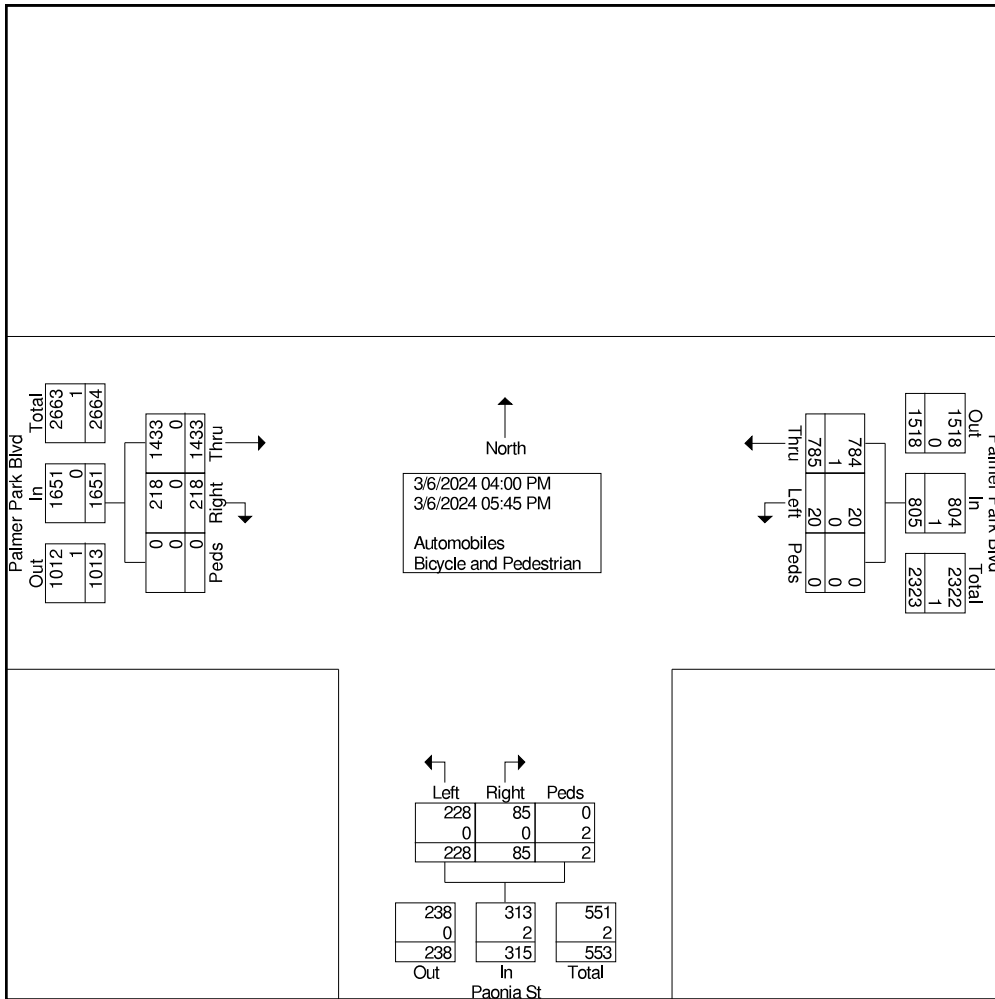 Palmer Park Blvd
Out In Total
1012 1651 2663
1 0 1
1013 1651 2664
0 218 1433
0 0 0
0 218 1433
Peds Right Thru
North
3/6/2024 04:00 PM
3/6/2024 05:45 PM
Automobiles
Bicycle and Pedestrian
Palmer Park Blvd
Out In Total
1518 804 2322
0 1 1
1518 805 2323
784 20 0
1 0 0
785 20 0
Thru Left Peds
Left Right Peds
228 85 0
0 0 2
228 85 2
238 313 551
0 2 2
238 315 553
Out In Total
Paonia St